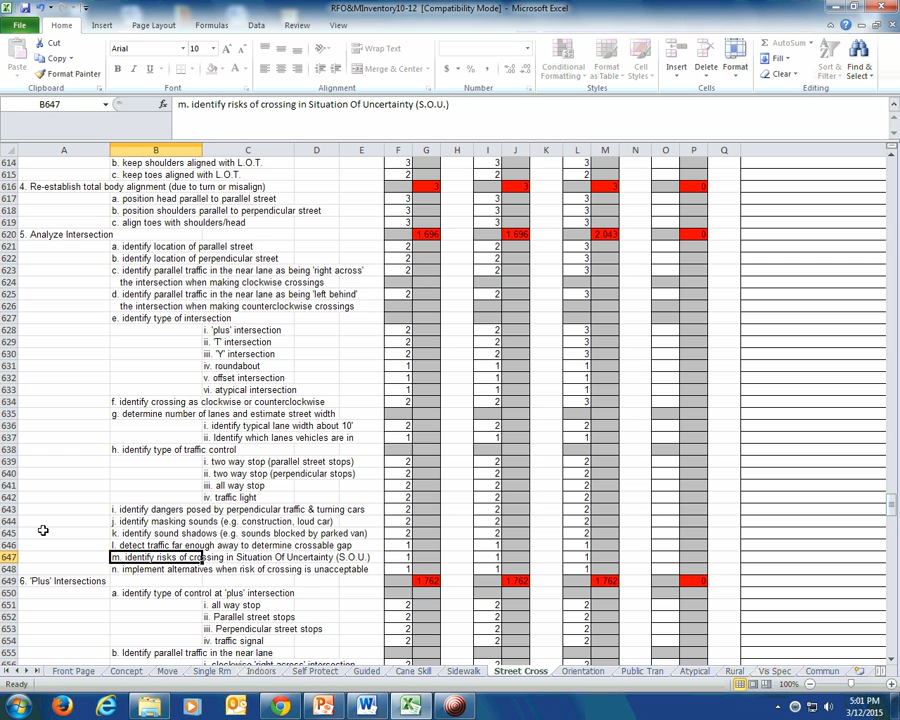 RFO&MInventory10-12 [Compatibility Mode] - Microsoft Excel
File Home Insert Page Layout Formulas Data Review View
Cut
Copy
Format Painter
Paste
Clipboard
Arial 10
B I U
Font
Wrap Text
Merge & Center
Alignment
$ % ,
Number
Conditional Formatting
Format as Table
Cell Styles
Styles
Insert Delete Format
Cells
AutoSum
Fill
Clear
Sort & Filter
Find & Select
Editing
B647 fx m. identify risks of crossing in Situation Of Uncertainty (S.O.U.)
A B C D E F G H I J K L M N O P Q
614 b. keep shoulders aligned with L.O.T. 3 3 3
615 c. keep toes aligned with L.O.T. 2 2 2
616 4. Re-establish total body alignment (due to turn or misalign) 3 3 3 0
617 a. position head parallel to parallel street 3 3 3
618 b. position shoulders parallel to perpendicular street 3 3 3
619 c. align toes with shoulders/head 3 3 3
620 5. Analyze Intersection 1.696 1.696 2.043 0
621 a. identify location of parallel street 2 2 3
622 b. identify location of perpendicular street 2 2 3
623 c. identify parallel traffic in the near lane as being 'right across' 2 2 3
624 the intersection when making clockwise crossings
625 d. identify parallel traffic in the near lane as being 'left behind' 2 2 3
626 the intersection when making counterclockwise crossings
627 e. identify type of intersection
628 i. 'plus' intersection 2 2 3
629 ii. 'T' intersection 2 2 3
630 iii. 'Y' intersection 2 2 3
631 iv. roundabout 1 1 1
632 v. offset intersection 1 1 1
633 vi. atypical intersection 1 1 1
634 f. identify crossing as clockwise or counterclockwise 2 2 3
635 g. determine number of lanes and estimate street width
636 i. identify typical lane width about 10' 2 2 2
637 ii. Identify which lanes vehicles are in 1 1 1
638 h. identify type of traffic control
639 i. two way stop (parallel street stops) 2 2 2
640 ii. two way stop (perpendicular stops) 2 2 2
641 iii. all way stop 2 2 2
642 iv. traffic light 2 2 2
643 i. identify dangers posed by perpendicular traffic & turning cars 2 2 2
644 j. identify masking sounds (e.g. construction, loud car) 2 2 2
645 k. identify sound shadows (e.g. sounds blocked by parked van) 2 2 2
646 l. detect traffic far enough away to determine crossable gap 1 1 1
647 m. identify risks of crossing in Situation Of Uncertainty (S.O.U.) 1 1 1
648 n. implement alternatives when risk of crossing is unacceptable 1 1 1
649 6. 'Plus' Intersections 1.762 1.762 1.762 0
650 a. identify type of control at 'plus' intersection
651 i. all way stop 2 2 2
652 ii. Parallel street stops 2 2 2
653 iii. Perpendicular street stops 2 2 2
654 iv. traffic signal 2 2 2
655 b. Identify parallel traffic in the near lane
656 i. clockwise 'right across' intersection 2 2 2
Front Page Concept Move Single Rm Indoors Self Protect Guided Cane Skill Sidewalk Street Cross Orientation Public Tran Atypical Rural Vis Spec Commun
Ready 100%
5:01 PM
3/12/2015